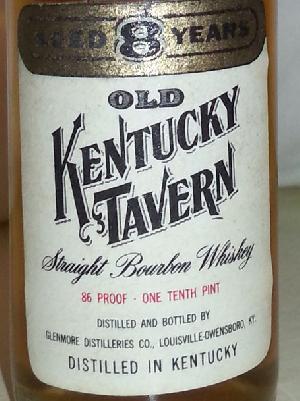 AGED 8 YEARS
OLD
KENTUCKY
TAVERN
Straight Bourbon Whiskey
86 PROOF - ONE TENTH PINT
DISTILLED AND BOTTLED BY
GLENMORE DISTILLERIES CO., LOUISVILLE-OWENSBORO, KY.
DISTILLED IN KENTUCKY